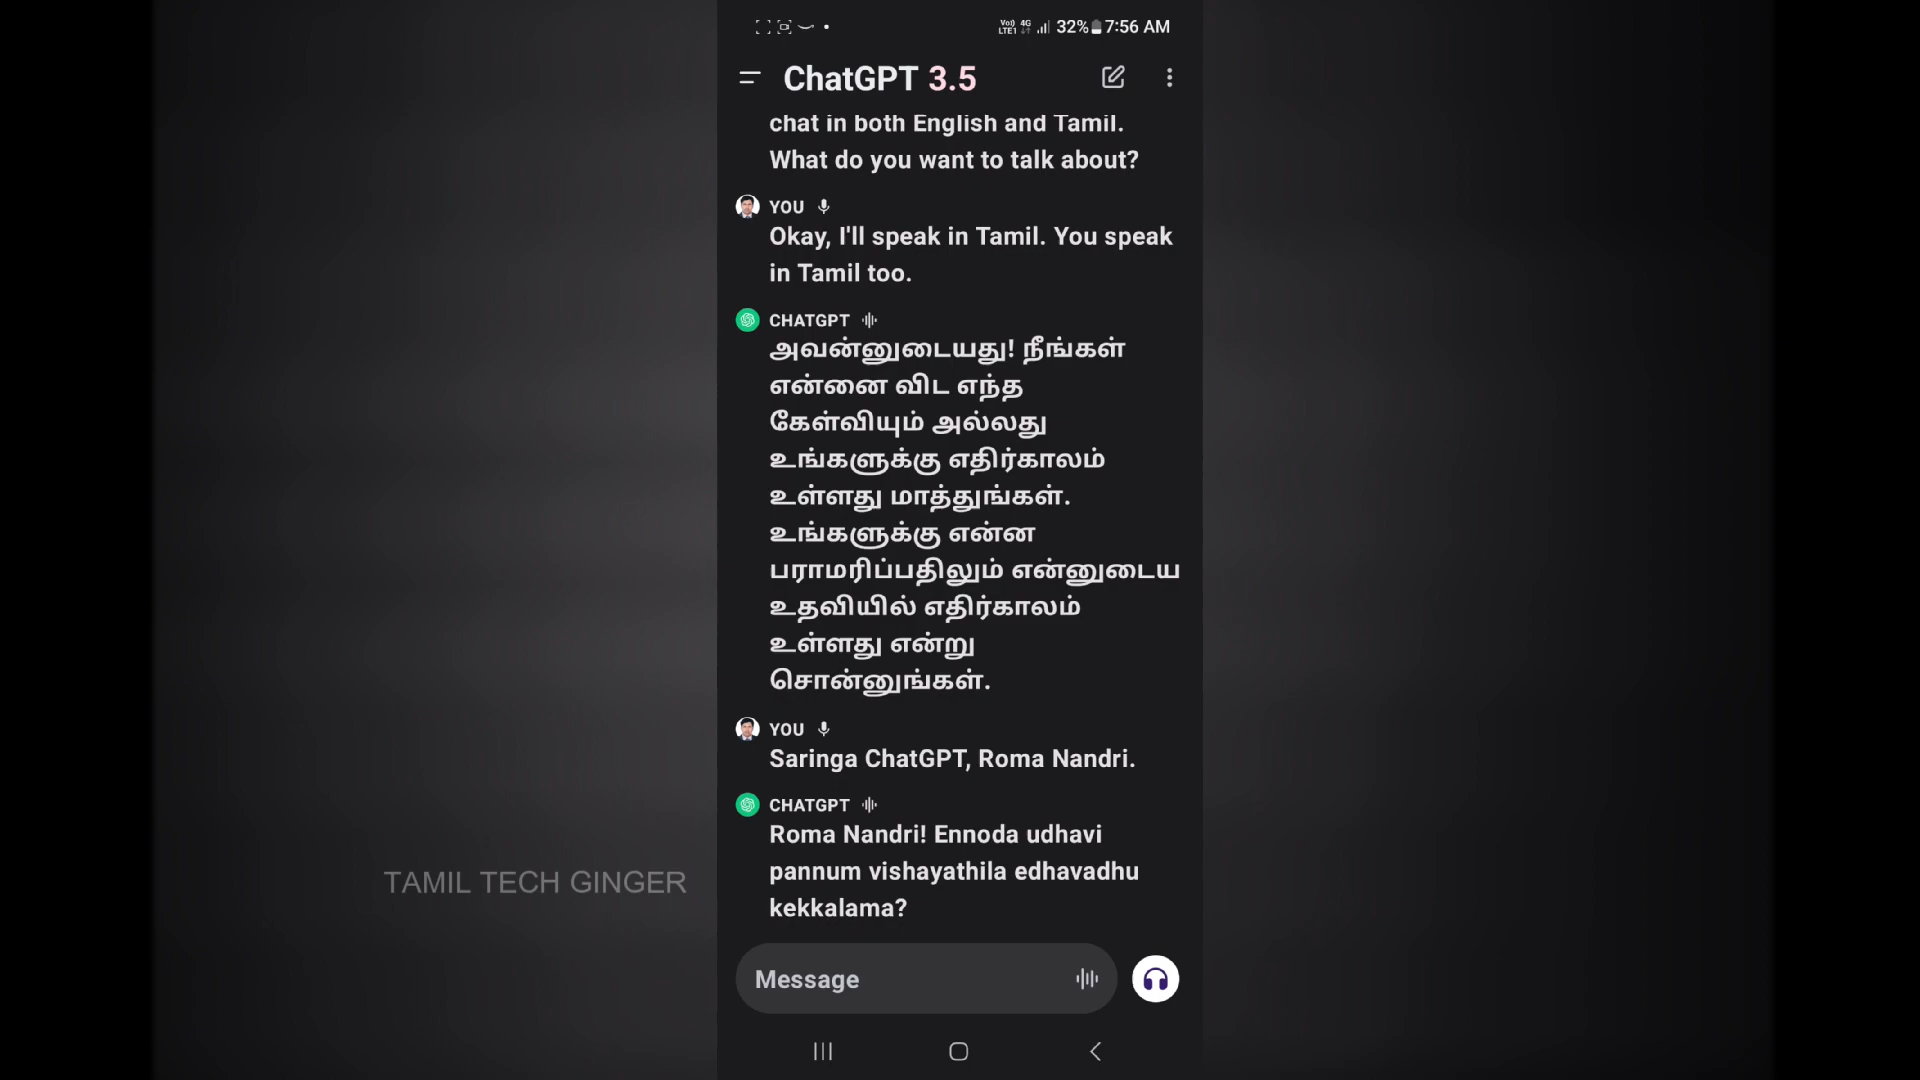 Vo)) 4G
LTE1 32% 7:56 AM
ChatGPT 3.5
chat in both English and Tamil.
What do you want to talk about?
YOU
Okay, I'll speak in Tamil. You speak
in Tamil too.
CHATGPT
அவன்னுடையது! நீங்கள்
என்னை விட எந்த
கேள்வியும் அல்லது
உங்களுக்கு எதிர்காலம்
உள்ளது மாத்துங்கள்.
உங்களுக்கு என்ன
பராமரிப்பதிலும் என்னுடைய
உதவியில் எதிர்காலம்
உள்ளது என்று
சொன்னுங்கள்.
YOU
Saringa ChatGPT, Roma Nandri.
CHATGPT
Roma Nandri! Ennoda udhavi
pannum vishayathila edhavadhu
kekkalama?
TAMIL TECH GINGER
Message